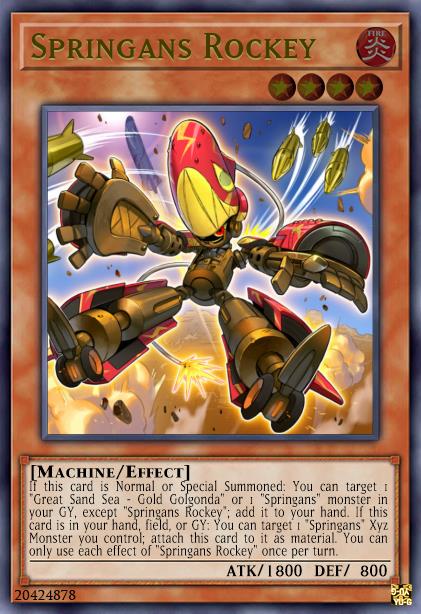 Springans Rockey
FIRE
炎
[Machine/Effect]
If this card is Normal or Special Summoned: You can target 1
"Great Sand Sea - Gold Golgonda" or 1 "Springans" monster in
your GY, except "Springans Rockey"; add it to your hand. If this
card is in your hand, field, or GY: You can target 1 "Springans" Xyz
Monster you control; attach this card to it as material. You can
only use each effect of "Springans Rockey" once per turn.
ATK/1800 DEF/ 800
20424878